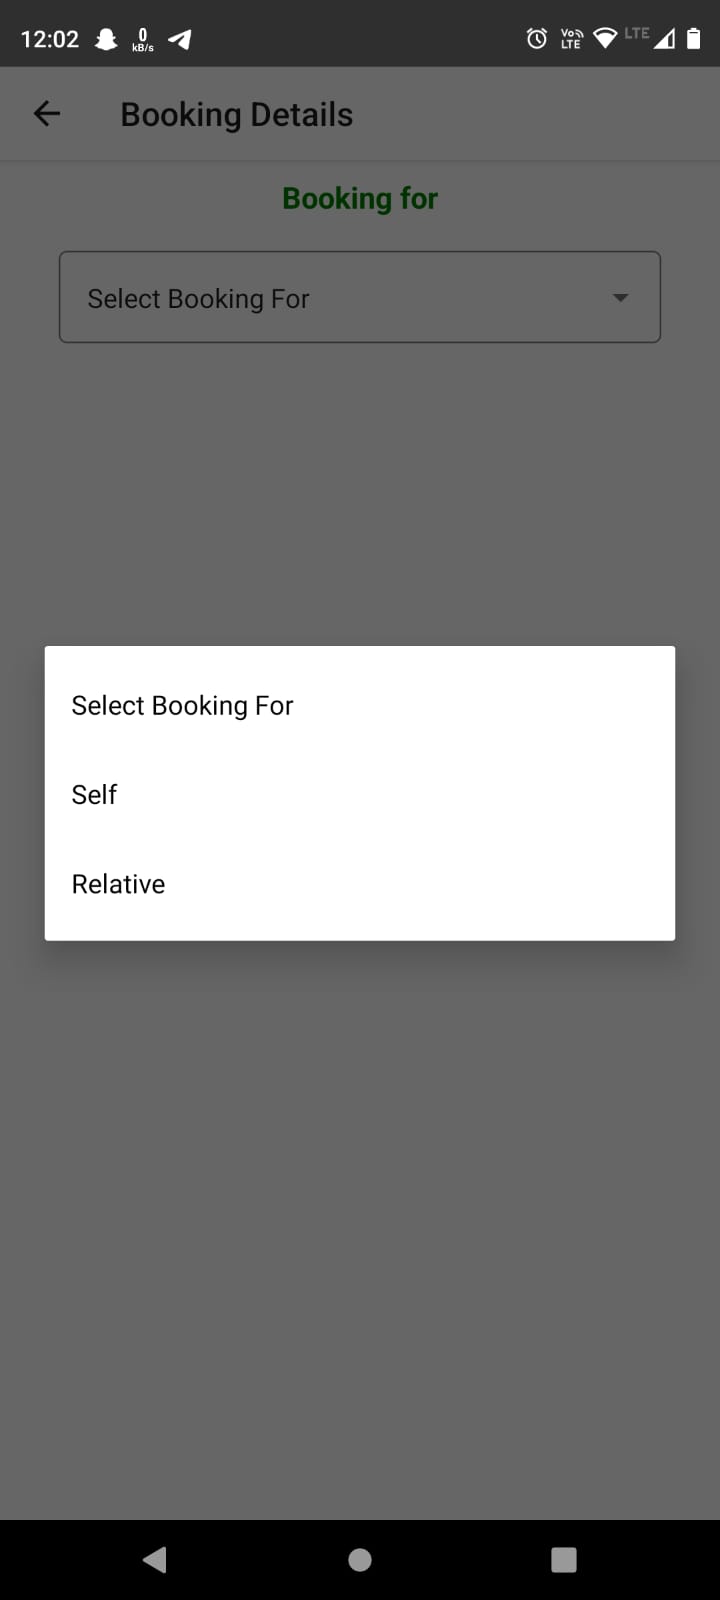 12:02
0
kB/s
Vo
LTE
LTE
Booking Details
Booking for
Select Booking For
Select Booking For
Self
Relative